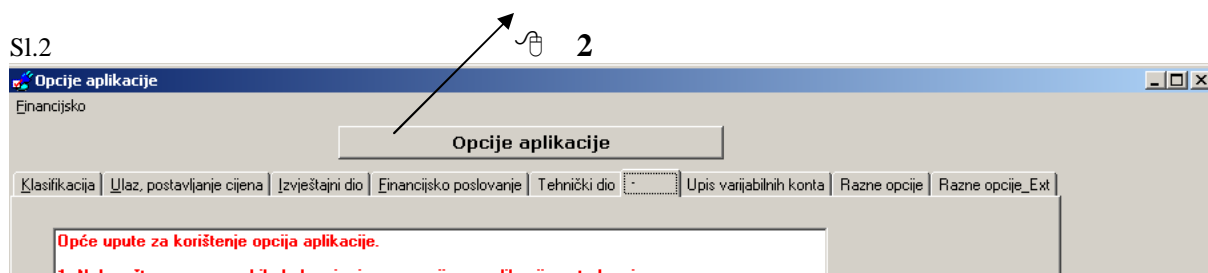 Sl.2 2
Opcije aplikacije
Financijsko
Opcije aplikacije
Klasifikacija Ulaz, postavljanje cijena Izvještajni dio Financijsko poslovanje Tehnički dio - Upis varijabilnih konta Razne opcije Razne opcije_Ext
Opće upute za korištenje opcija aplikacije.